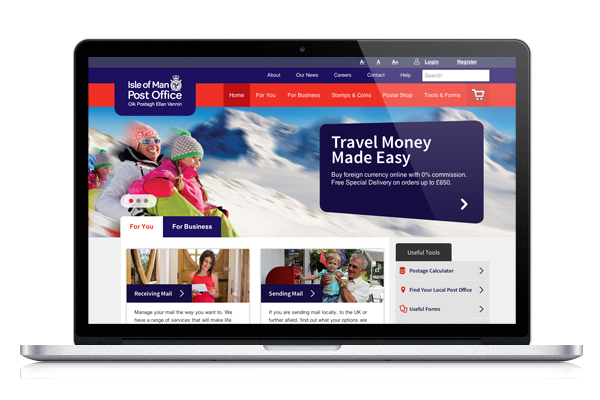 A- A A+ Login Register
About Our News Careers Contact Help Search
Isle of Man
Post Office
Oik Postagh Ellan Vannin
Home For You For Business Stamps & Coins Postal Shop Tools & Forms
Travel Money
Made Easy
Buy foreign currency online with 0% commission.
Free Special Delivery on orders up to £650.
For You For Business
Receiving Mail
Manage your mail the way you want to. We
have a range of services that will make life
Sending Mail
If you are sending mail locally, to the UK or
further afield, find out what your options are
Useful Tools
Postage Calculator
Find Your Local Post Office
Useful Forms